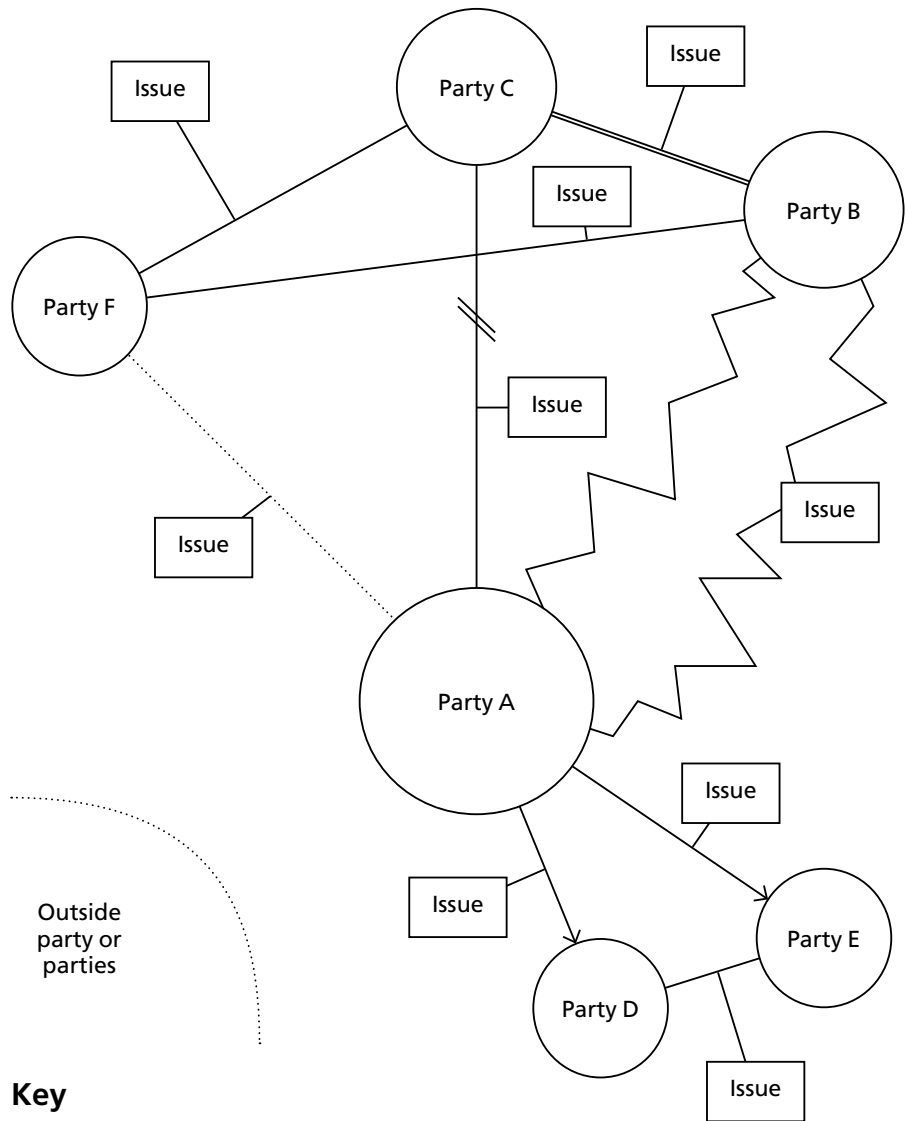 Party C
Issue
Issue
Issue
Party B
Party F
Issue
Issue
Issue
Party A
Issue
Issue
Outside
party or
parties
Party E
Party D
Issue
Key